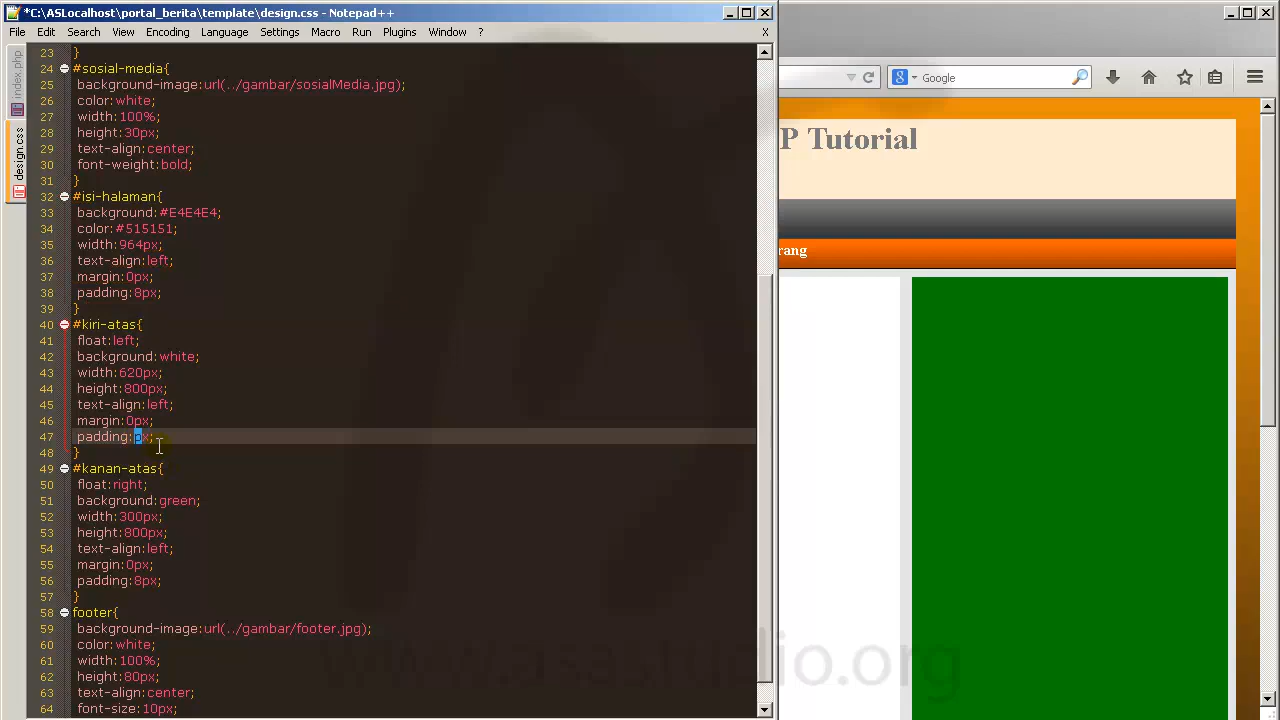 *C:\ASLocalhost\portal_berita\template\design.css - Notepad++
File Edit Search View Encoding Language Settings Macro Run Plugins Window ? X
index.php
design.css
23 }
24 #sosial-media{
25 background-image:url(../gambar/sosialMedia.jpg);
26 color:white;
27 width:100%;
28 height:30px;
29 text-align:center;
30 font-weight:bold;
31 }
32 #isi-halaman{
33 background:#E4E4E4;
34 color:#515151;
35 width:964px;
36 text-align:left;
37 margin:0px;
38 padding:8px;
39 }
40 #kiri-atas{
41 float:left;
42 background:white;
43 width:620px;
44 height:800px;
45 text-align:left;
46 margin:0px;
47 padding:px;
48 }
49 #kanan-atas{
50 float:right;
51 background:green;
52 width:300px;
53 height:800px;
54 text-align:left;
55 margin:0px;
56 padding:8px;
57 }
58 footer{
59 background-image:url(../gambar/footer.jpg);
60 color:white;
61 width:100%;
62 height:80px;
63 text-align:center;
64 font-size:10px;
Google
P Tutorial
rang